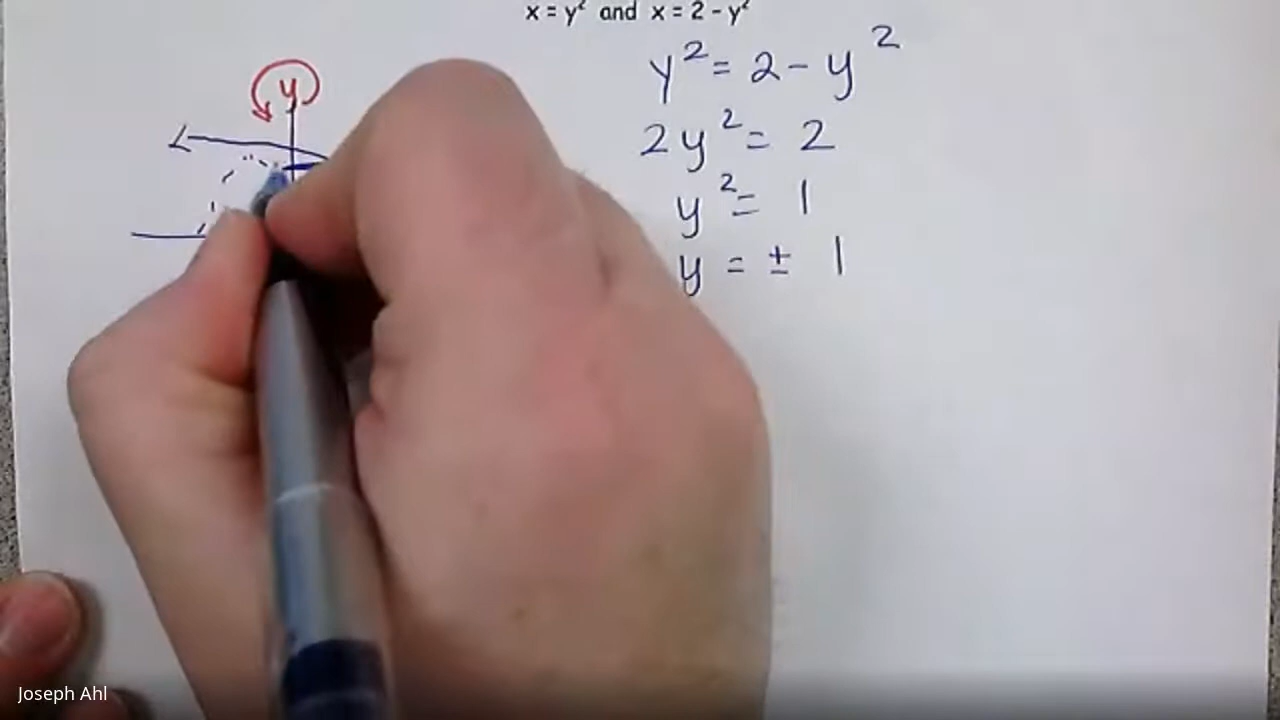 x = y² and x = 2 - y²
y
y² = 2 - y²
2y² = 2
y² = 1
y = ± 1
Joseph Ahl